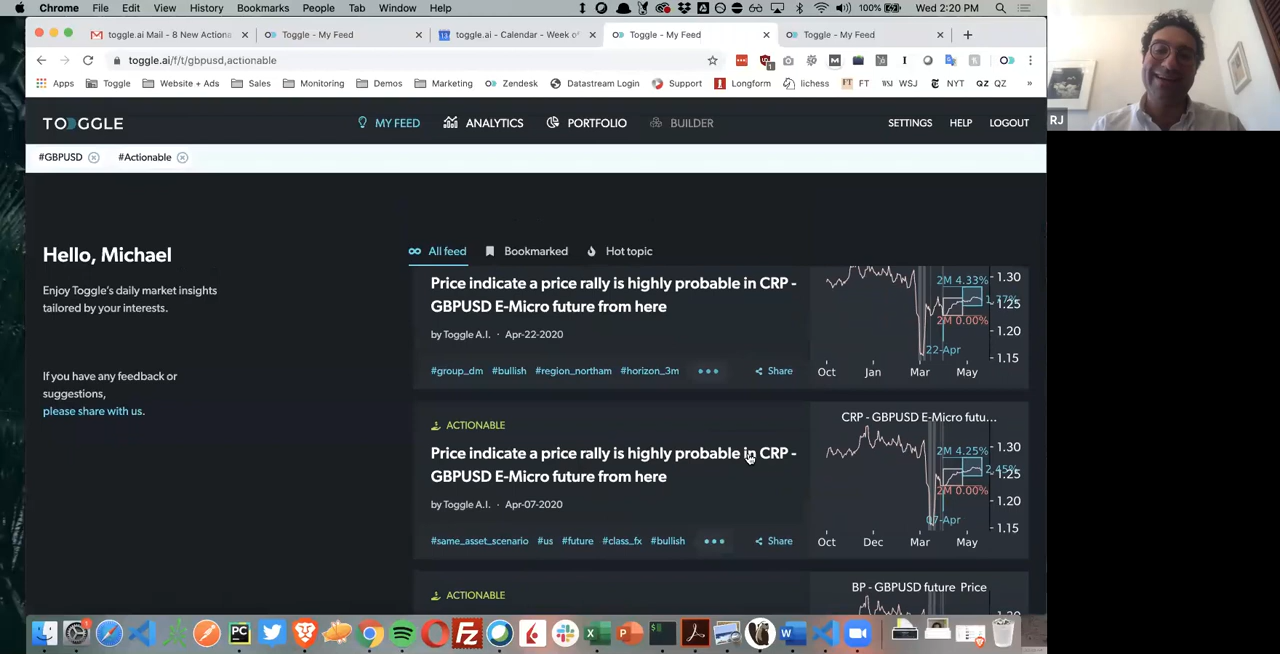 Chrome File Edit View History Bookmarks People Tab Window Help 100% Wed 2:20 PM
toggle.ai Mail - 8 New Actiona Toggle - My Feed toggle.ai - Calendar - Week of Toggle - My Feed Toggle - My Feed
toggle.ai/f/t/gbpusd,actionable
Apps Toggle Website + Ads Sales Monitoring Demos Marketing Zendesk Datastream Login Support Longform lichess FT FT WSJ WSJ NYT QZ QZ »
TOGGLE MY FEED ANALYTICS PORTFOLIO BUILDER SETTINGS HELP LOGOUT
RJ
#GBPUSD #Actionable
Hello, Michael
Enjoy Toggle's daily market insights
tailored by your interests.
If you have any feedback or
suggestions,
please share with us.
All feed Bookmarked Hot topic
Price indicate a price rally is highly probable in CRP -
GBPUSD E-Micro future from here
by Toggle A.I. · Apr-22-2020
#group_dm #bullish #region_northam #horizon_3m ••• Share
2M 4.33%
1.77%
2M 0.00%
22-Apr
1.30
1.25
1.20
1.15
Oct Jan Mar May
ACTIONABLE
Price indicate a price rally is highly probable in CRP -
GBPUSD E-Micro future from here
by Toggle A.I. · Apr-07-2020
#same_asset_scenario #us #future #class_fx #bullish ••• Share
CRP - GBPUSD E-Micro futu...
2M 4.25%
2.45%
2M 0.00%
07-Apr
1.30
1.25
1.20
1.15
Oct Dec Mar May
ACTIONABLE
BP - GBPUSD future Price